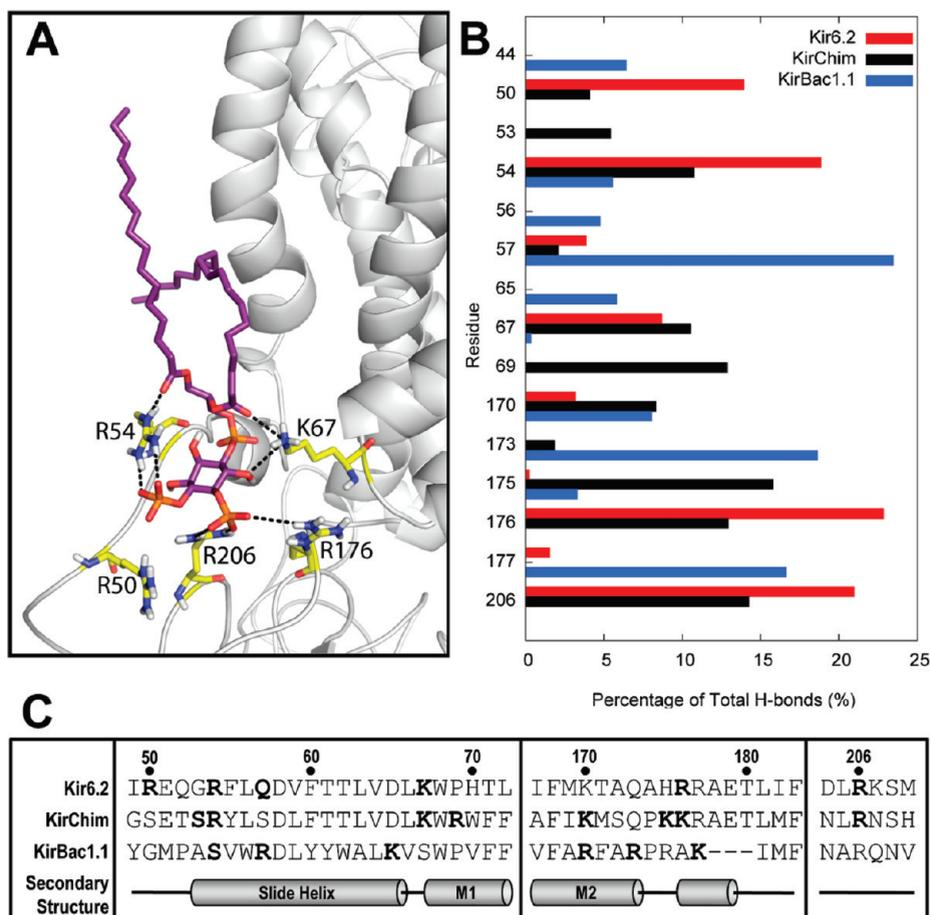 A
R54
K67
R206
R176
R50
B
Kir6.2
KirChim
KirBac1.1
44
50
53
54
56
57
65
67
69
170
173
175
176
177
206
Residue
0 5 10 15 20 25
Percentage of Total H-bonds (%)
C
50 60 70 170 180 206
Kir6.2 IREQGRFLQDVFTTLVDLKWPHTL IFMKTAQAHRRAETLIF DLRKSM
KirChim GSETSRYLSDLFTTLVDLKWRWFF AFIKMSQPKKRAETLMF NLRNSH
KirBac1.1 YGMPASVWRDLYYWALKVSWPVFF VFARFARPRAK---IMF NARQNV
Secondary
Structure
Slide Helix M1 M2